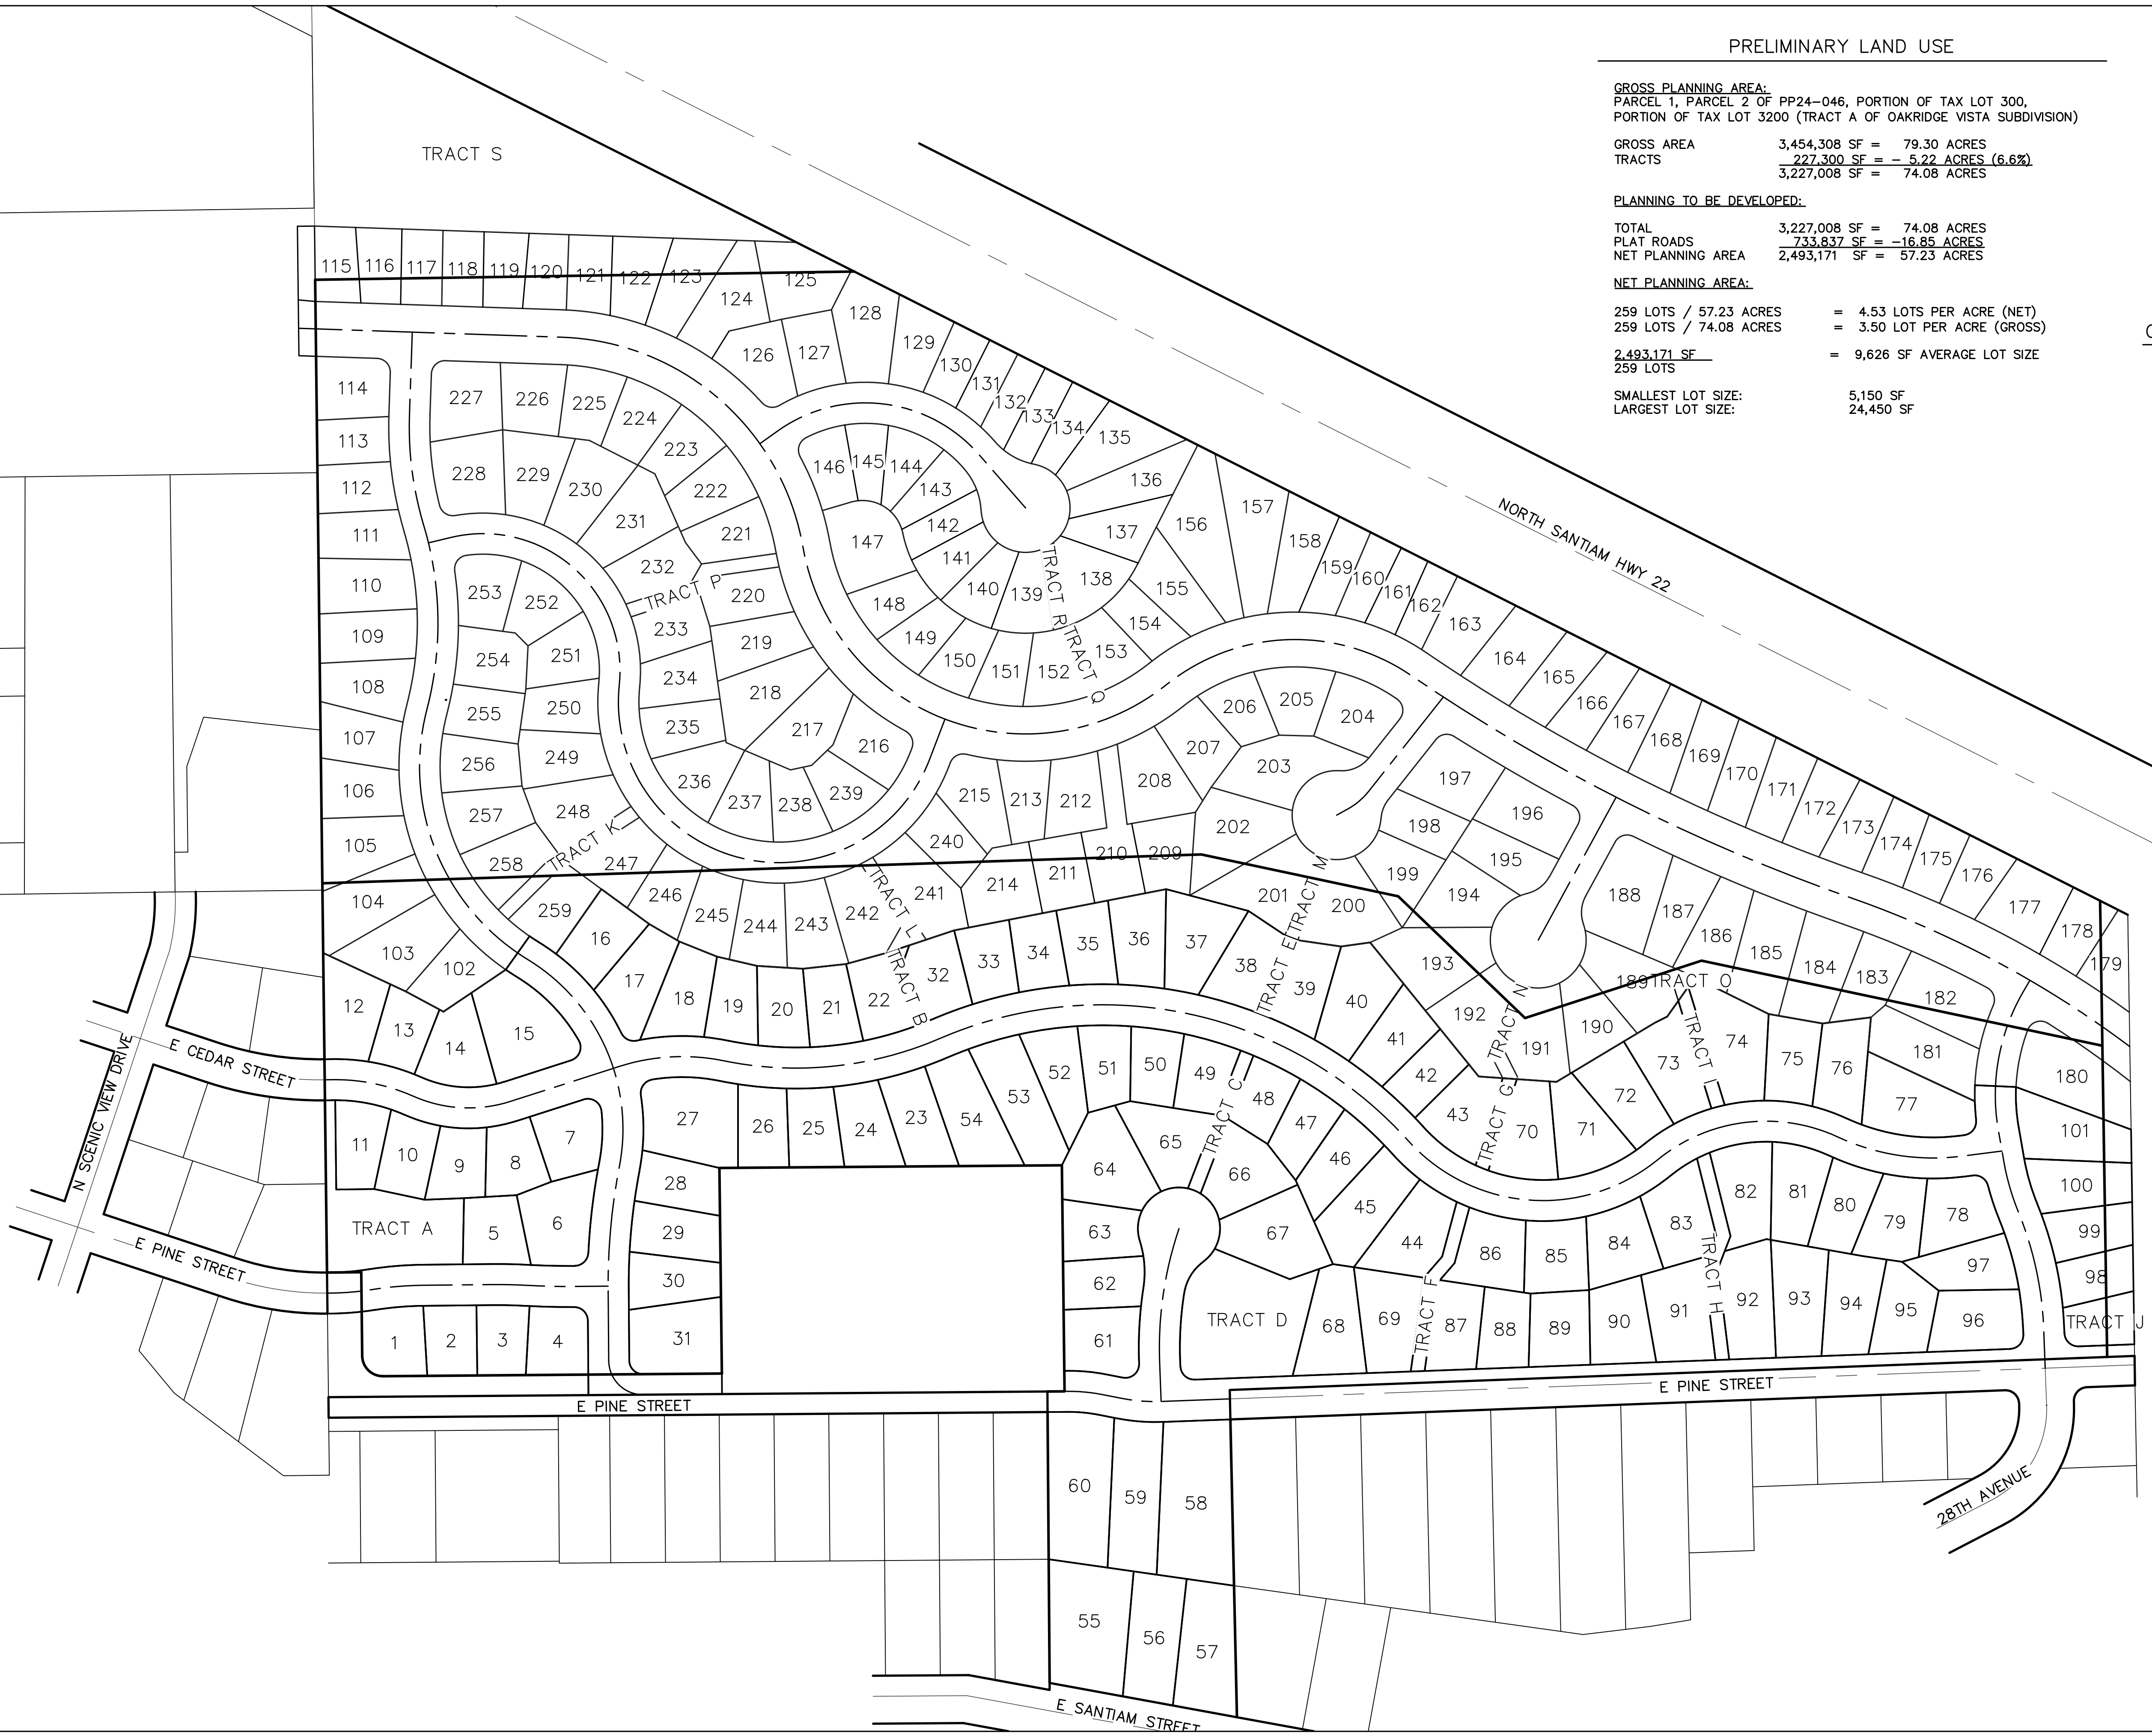 PRELIMINARY LAND USE
GROSS PLANNING AREA:
PARCEL 1, PARCEL 2 OF PP24-046, PORTION OF TAX LOT 300,
PORTION OF TAX LOT 3200 (TRACT A OF OAKRIDGE VISTA SUBDIVISION)
GROSS AREA 3,454,308 SF = 79.30 ACRES
TRACTS 227,300 SF = - 5.22 ACRES (6.6%)
3,227,008 SF = 74.08 ACRES
PLANNING TO BE DEVELOPED:
TOTAL 3,227,008 SF = 74.08 ACRES
PLAT ROADS 733,837 SF = -16.85 ACRES
NET PLANNING AREA 2,493,171 SF = 57.23 ACRES
NET PLANNING AREA:
259 LOTS / 57.23 ACRES = 4.53 LOTS PER ACRE (NET)
259 LOTS / 74.08 ACRES = 3.50 LOT PER ACRE (GROSS)
2,493,171 SF = 9,626 SF AVERAGE LOT SIZE
259 LOTS
SMALLEST LOT SIZE: 5,150 SF
LARGEST LOT SIZE: 24,450 SF
TRACT S
NORTH SANTIAM HWY 22
115 116 117 118 119 120 121 122 123 125
124
128
126 127 129
130
131
132
133
134
135
136
137
138
114
113
112
111
110
109
108
107
106
105
104
103
102
227 226 225
224
223
222
221
228 229
230
231
232
TRACT P
220
233
219
234
218
235
217
216
236
237 238 239
146 145 144
143
142
141
140
139
147
148
149
150
151 152
153
154
155
156
157
158
159
160
161
162
163
164
165
166
167
168
169
170
171
172
173
174
175
176
177
178
179
TRACT R
TRACT Q
253
252
254 251
255 250
256 249
257 248
TRACT K
258 247
259
246
245 244 243 242
TRACT L
241
240
215 213 212
214 211
210 209
208
207
206 205 204
203
202
201
200
TRACT M
TRACT E
197
198
199
196
195
194
193
192
191
190
189
TRACT N
TRACT O
188
187
186
185
184
183
182
181
180
12
13
14
15
16
17
18 19 20 21 22
TRACT B
32 33 34 35 36 37
38
39
40
41
42
43
TRACT G
70
71
72
73
TRACT I
74
75
76
77
101
100
99
98
TRACT J
E CEDAR STREET
N SCENIC VIEW DRIVE
E PINE STREET
11 10 9 8 7
TRACT A
5
6
1 2 3 4
27
28
29
30
31
26 25 24 23 54
53
52 51 50
49
TRACT C
48
47
46
45
44
65
64
66
63
67
62
61
TRACT D
68 69
TRACT F
86 85 84
83
82 81 80
79
78
97
TRACT H
87 88 89 90 91 92 93 94 95 96
E PINE STREET
E PINE STREET
28TH AVENUE
60 59 58
55
56
57
E SANTIAM STREET